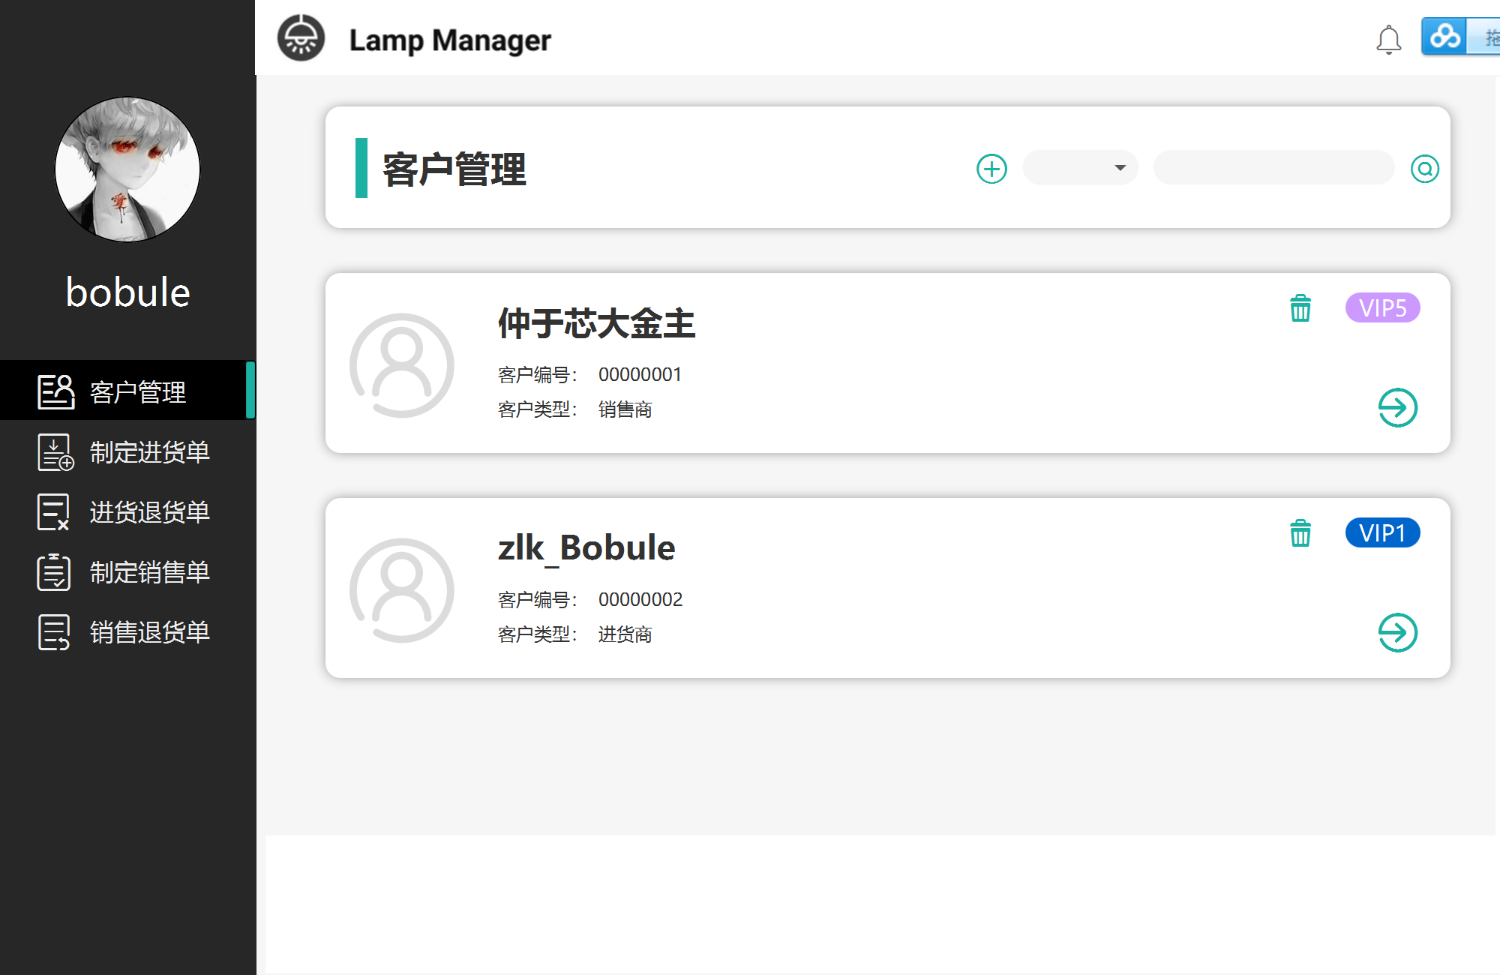 Lamp Manager
拖
bobule
客户管理
制定进货单
进货退货单
制定销售单
销售退货单
客户管理
仲于芯大金主
VIP5
客户编号： 00000001
客户类型： 销售商
zlk_Bobule
VIP1
客户编号： 00000002
客户类型： 进货商